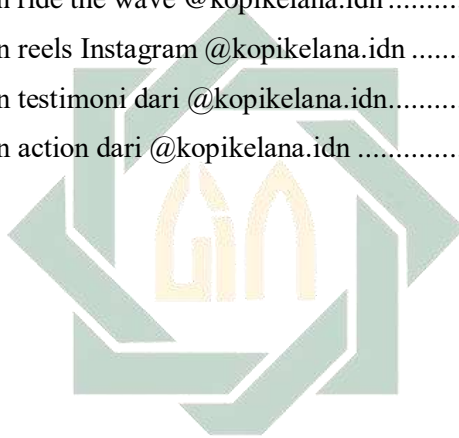 n ride the wave @kopikelana.idn .........
n reels Instagram @kopikelana.idn ............
n testimoni dari @kopikelana.idn...............
n action dari @kopikelana.idn ..................